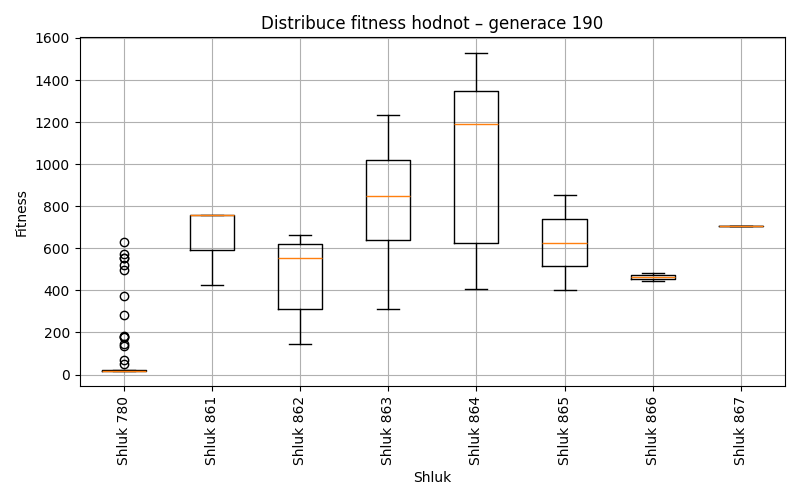 Distribuce fitness hodnot – generace 190
Fitness
1600
1400
1200
1000
800
600
400
200
0
Shluk 780
Shluk 861
Shluk 862
Shluk 863
Shluk 864
Shluk 865
Shluk 866
Shluk 867
Shluk